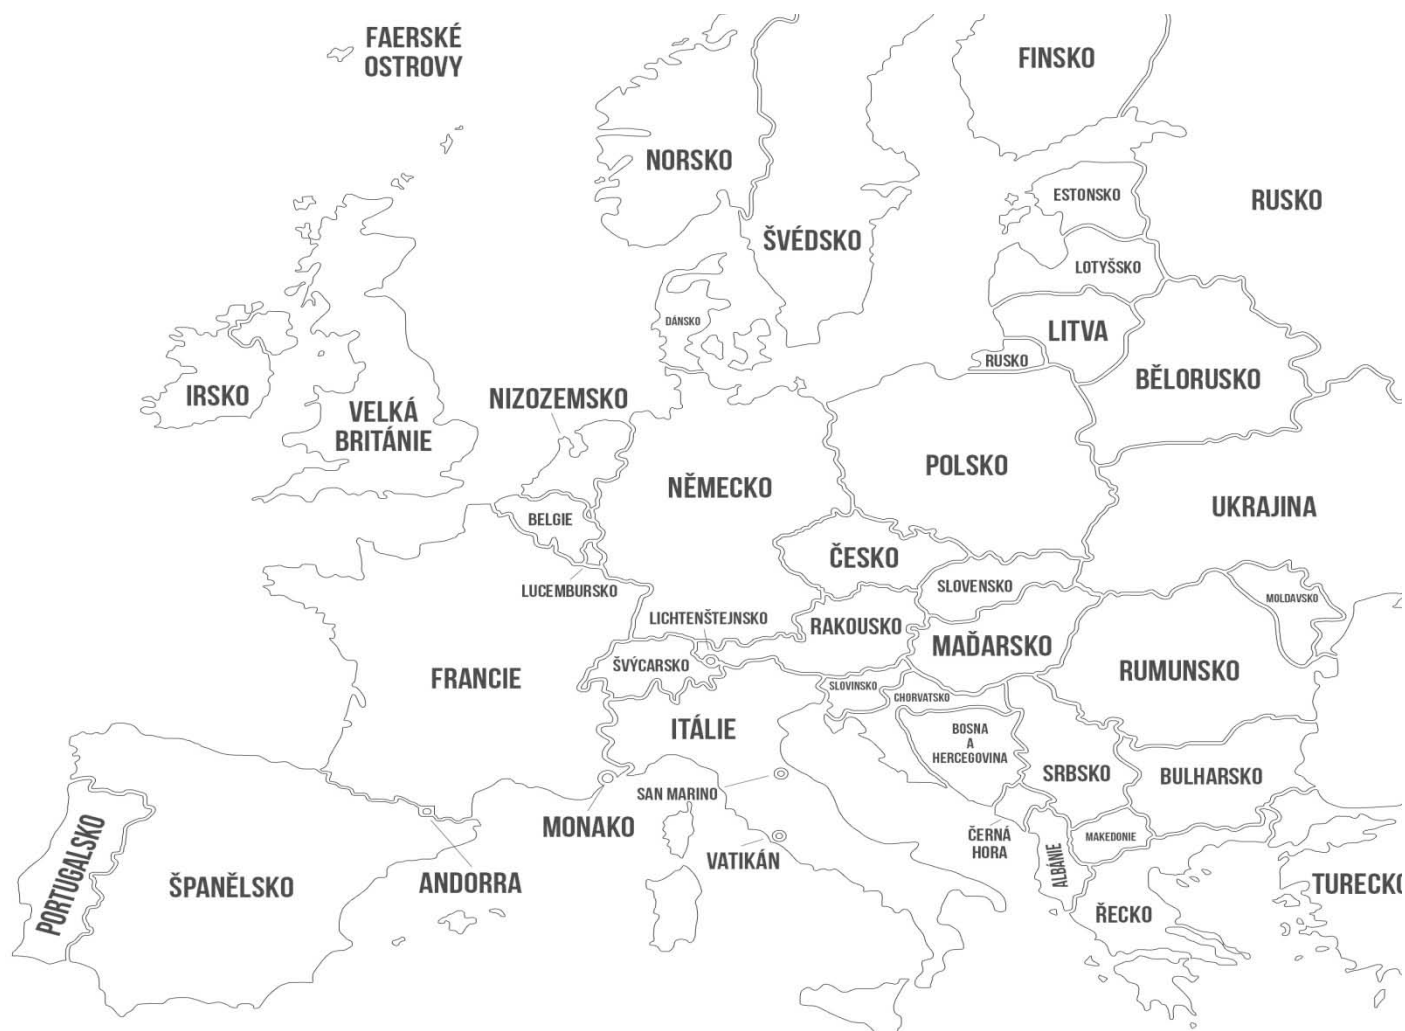 FAERSKÉ
OSTROVY
FINSKO
NORSKO
ESTONSKO
RUSKO
ŠVÉDSKO
LOTYŠSKO
DÁNSKO
LITVA
RUSKO
BĚLORUSKO
IRSKO
VELKÁ
BRITÁNIE
NIZOZEMSKO
POLSKO
NĚMECKO
UKRAJINA
BELGIE
ČESKO
LUCEMBURSKO
SLOVENSKO
MOLDAVSKO
LICHTENŠTEJNSKO
RAKOUSKO
MAĎARSKO
ŠVÝCARSKO
FRANCIE
RUMUNSKO
SLOVINSKO
CHORVATSKO
ITÁLIE
BOSNA
A
HERCEGOVINA
SRBSKO
BULHARSKO
SAN MARINO
MONAKO
ČERNÁ
HORA
MAKEDONIE
VATIKÁN
ALBÁNIE
PORTUGALSKO
ŠPANĚLSKO
ANDORRA
TURECKO
ŘECKO